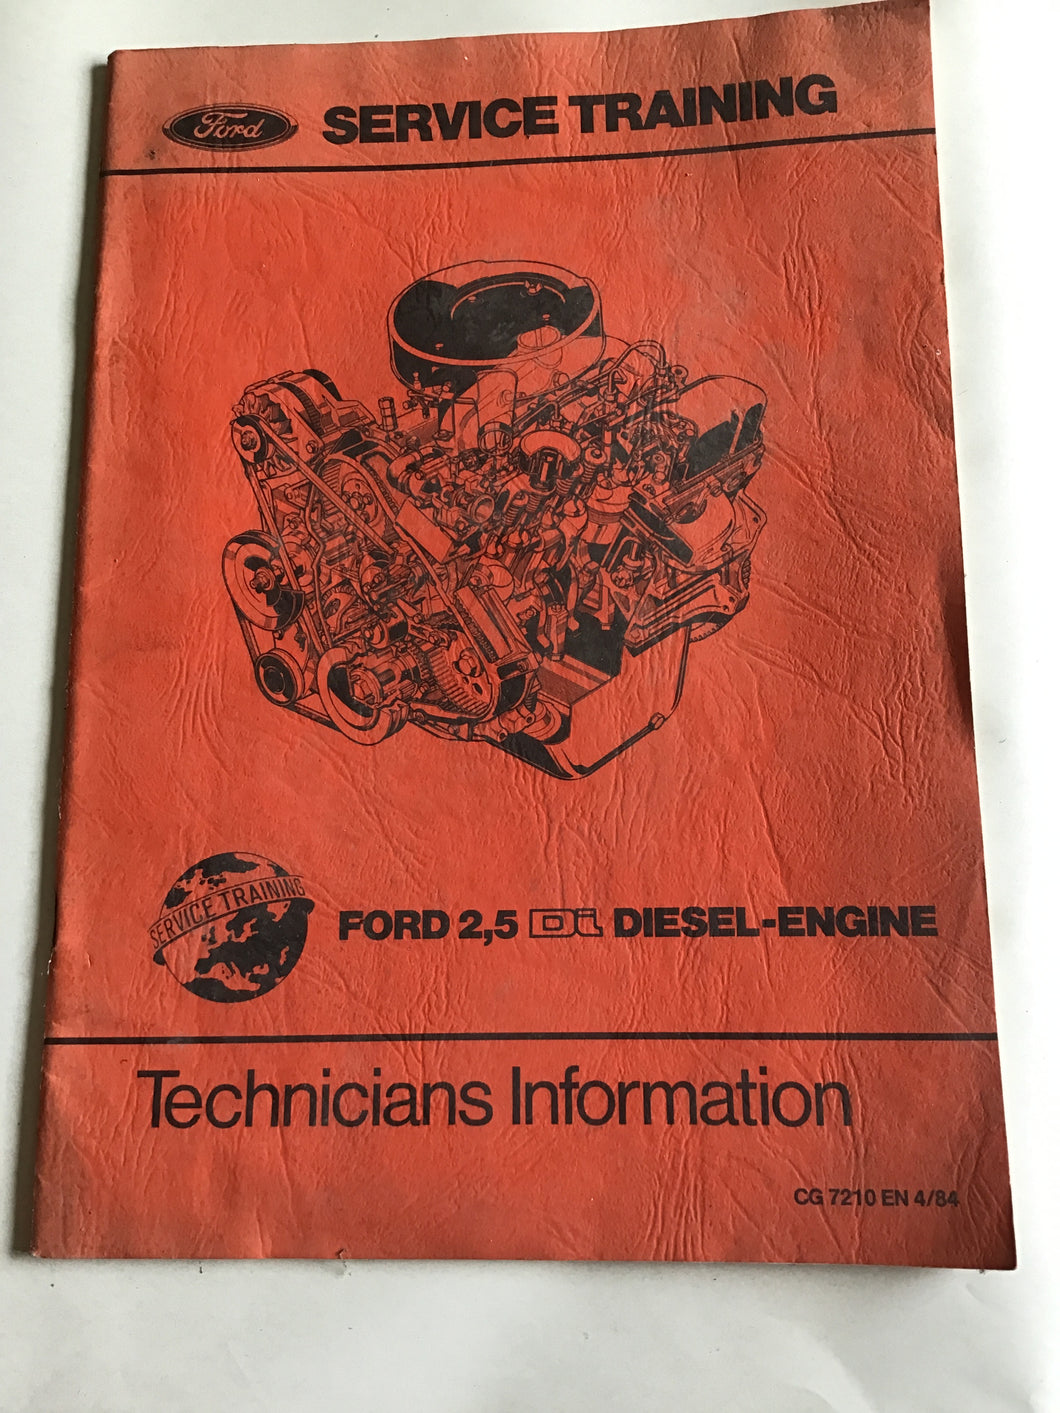 Ford SERVICE TRAINING
SERVICE TRAINING
FORD 2,5 Di DIESEL-ENGINE
Technicians Information
CG 7210 EN 4/84